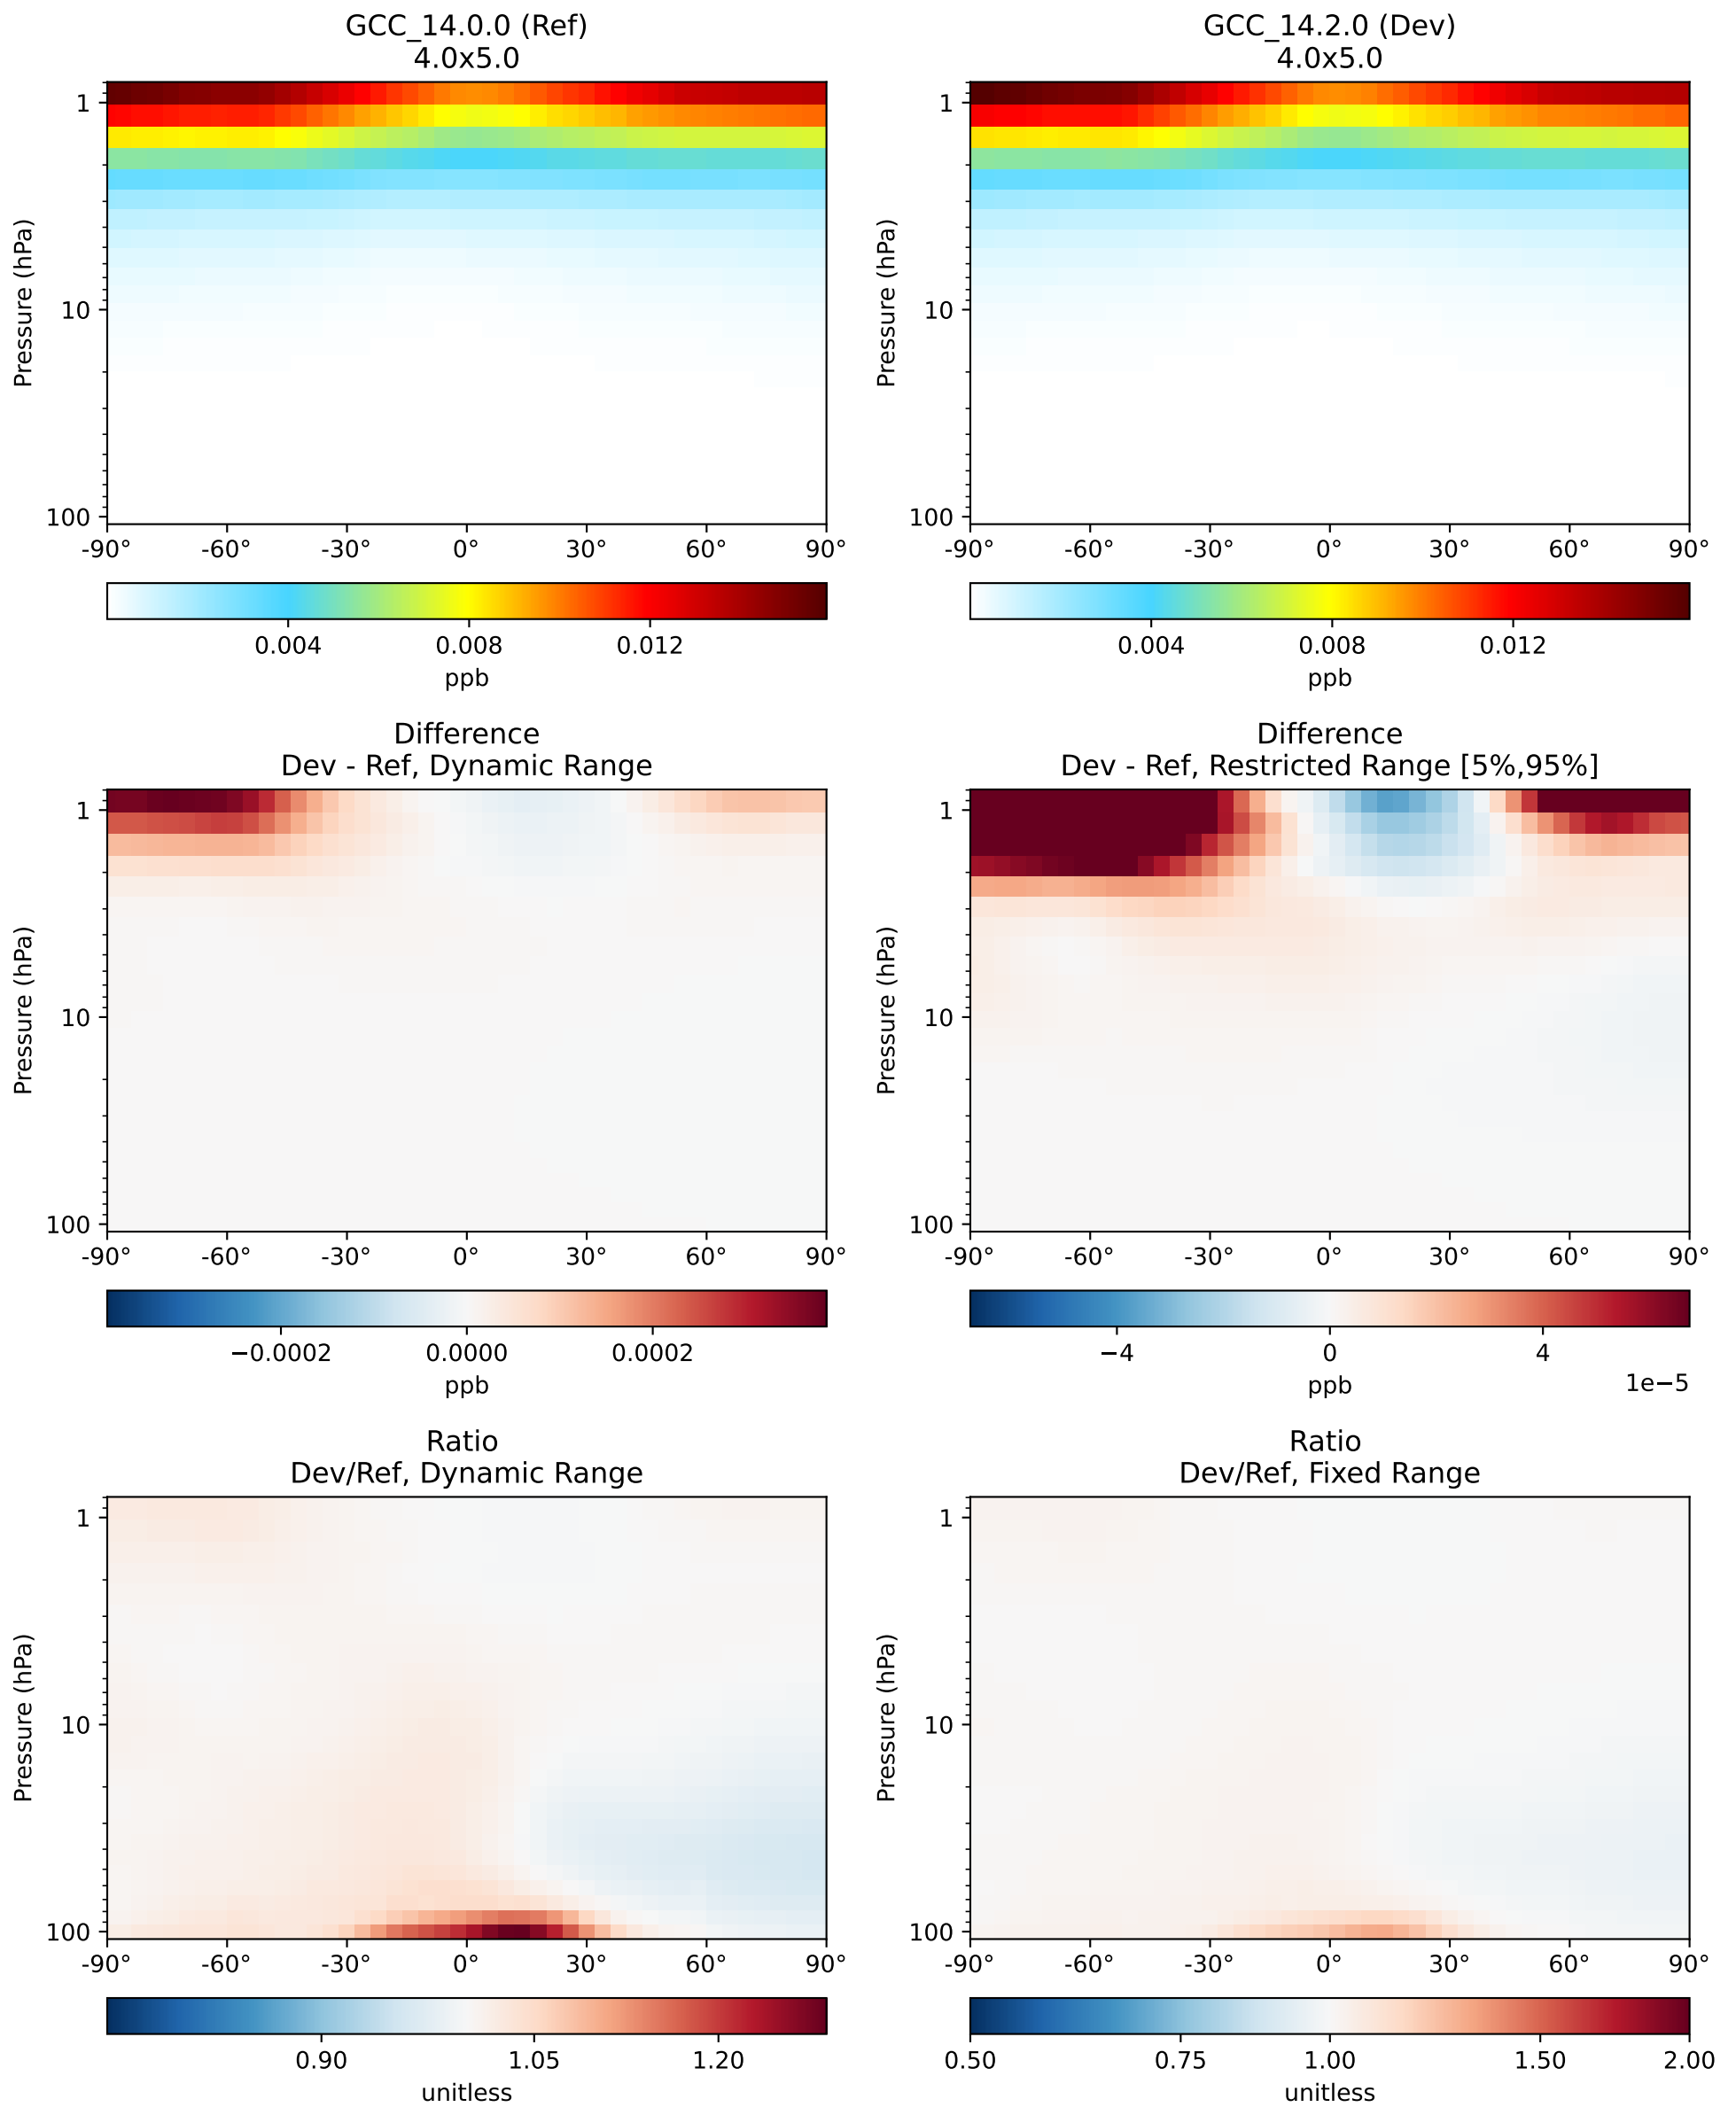 GCC_14.0.0 (Ref)
4.0x5.0
Pressure (hPa)
1
10
100
-90° -60° -30° 0° 30° 60° 90°
0.004 0.008 0.012
ppb
GCC_14.2.0 (Dev)
4.0x5.0
Pressure (hPa)
1
10
100
-90° -60° -30° 0° 30° 60° 90°
0.004 0.008 0.012
ppb
Difference
Dev - Ref, Dynamic Range
Pressure (hPa)
1
10
100
-90° -60° -30° 0° 30° 60° 90°
−0.0002 0.0000 0.0002
ppb
Difference
Dev - Ref, Restricted Range [5%,95%]
Pressure (hPa)
1
10
100
-90° -60° -30° 0° 30° 60° 90°
−4 0 4
ppb
1e−5
Ratio
Dev/Ref, Dynamic Range
Pressure (hPa)
1
10
100
-90° -60° -30° 0° 30° 60° 90°
0.90 1.05 1.20
unitless
Ratio
Dev/Ref, Fixed Range
Pressure (hPa)
1
10
100
-90° -60° -30° 0° 30° 60° 90°
0.50 0.75 1.00 1.50 2.00
unitless